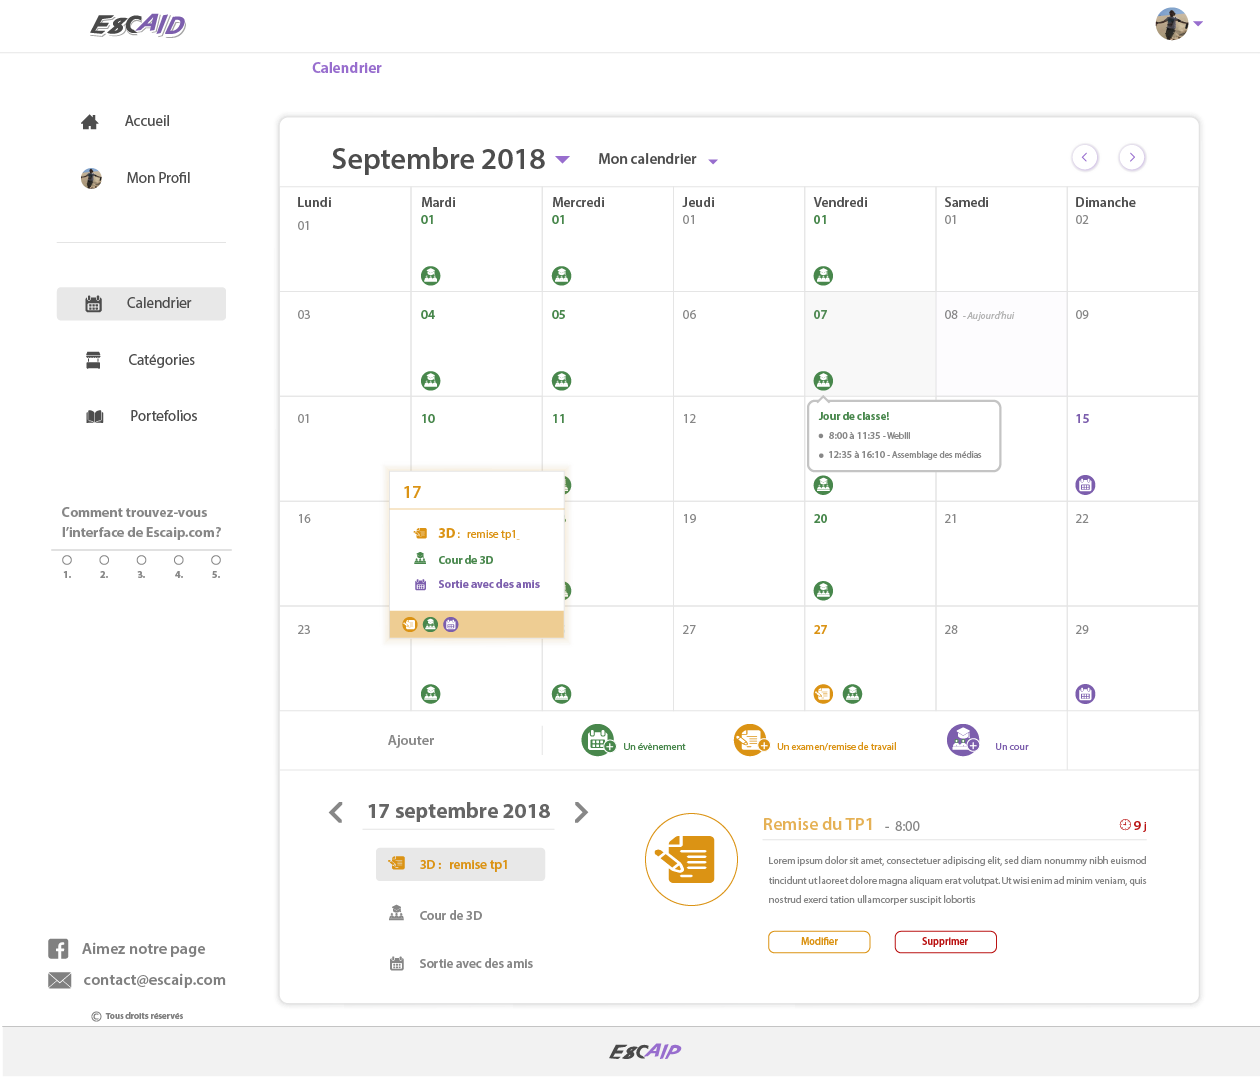 EscAID
Calendrier
Accueil
Mon Profil
Calendrier
Catégories
Portefolios
Comment trouvez-vous
l'interface de Escaip.com?
1. 2. 3. 4. 5.
Aimez notre page
contact@escaip.com
© Tous droits réservés
Septembre 2018
Mon calendrier
Lundi Mardi Mercredi Jeudi Vendredi Samedi Dimanche
01 01 01 01 01 01 02
03 04 05 06 07 08 - Aujourd'hui 09
01 10 11 12 15
Jour de classe!
8:00 à 11:35 - WebIII
12:35 à 16:10 - Assemblage des médias
16 19 20 21 22
17
3D : remise tp1_
Cour de 3D
Sortie avec des amis
23 27 27 28 29
Ajouter
Un évènement
Un examen/remise de travail
Un cour
17 septembre 2018
3D : remise tp1
Cour de 3D
Sortie avec des amis
Remise du TP1 - 8:00
9 j
Lorem ipsum dolor sit amet, consectetuer adipiscing elit, sed diam nonummy nibh euismod
tincidunt ut laoreet dolore magna aliquam erat volutpat. Ut wisi enim ad minim veniam, quis
nostrud exerci tation ullamcorper suscipit lobortis
Modifier
Supprimer
EscAIP